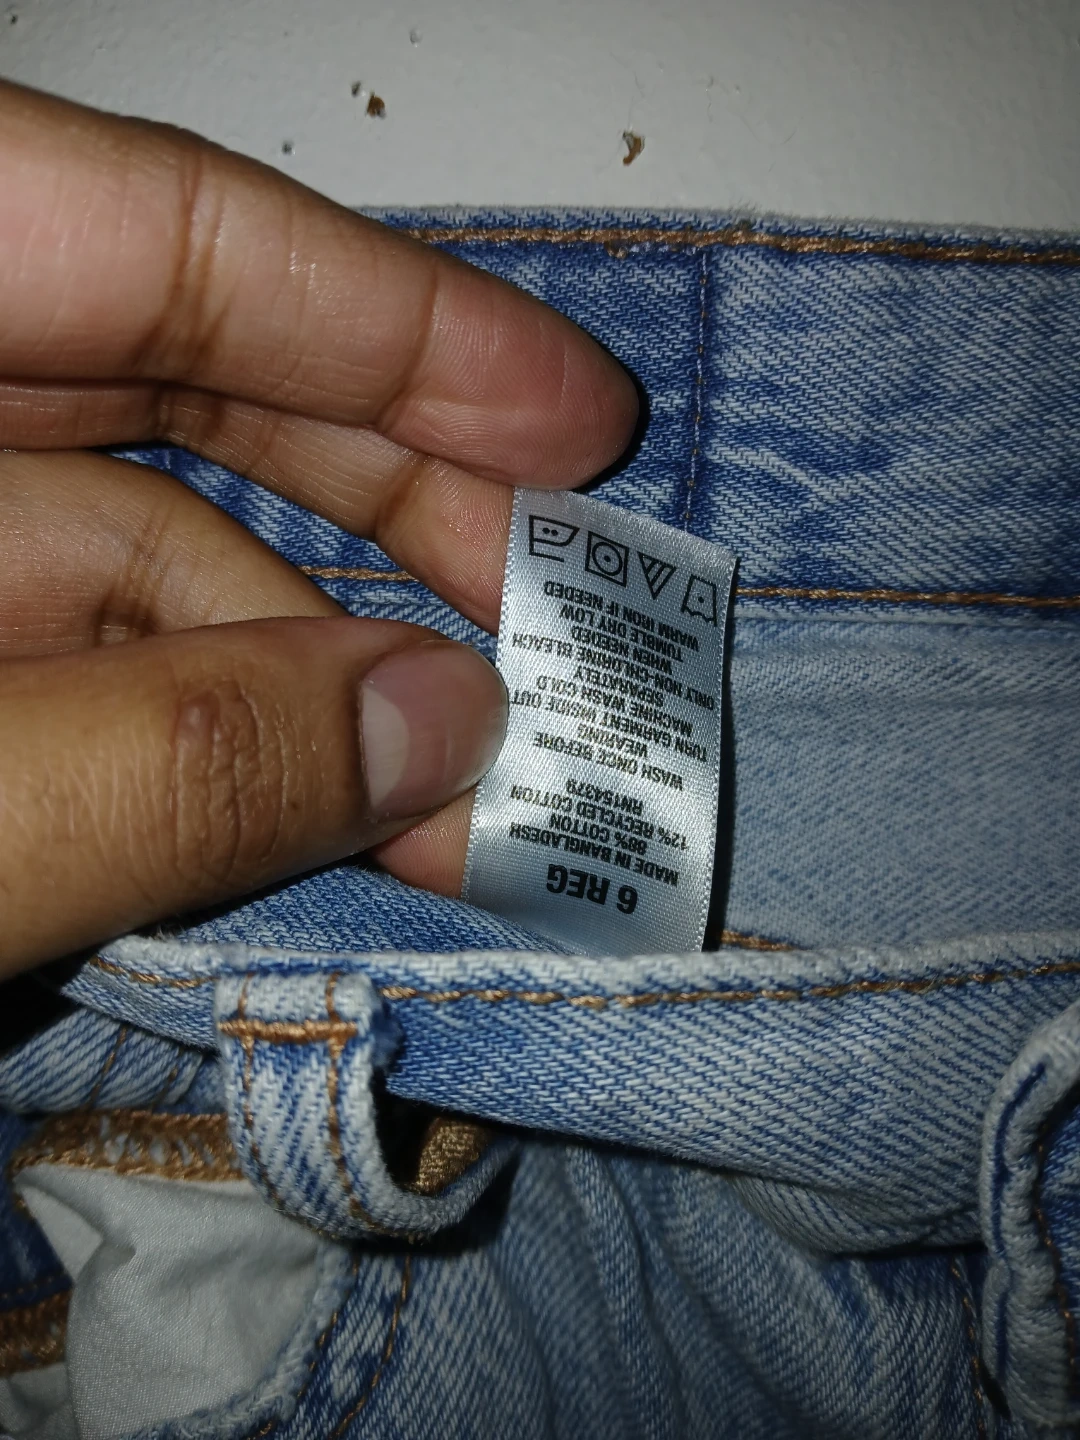 6 REG
MADE IN BANGLADESH
88% COTTON
12% RECYCLED COTTON
RN154379
WASH ONCE BEFORE
WEARING
TURN GARMENT INSIDE OUT
MACHINE WASH COLD
SEPARATELY
ONLY NON-CHLORINE BLEACH
WHEN NEEDED
TUMBLE DRY LOW
WARM IRON IF NEEDED